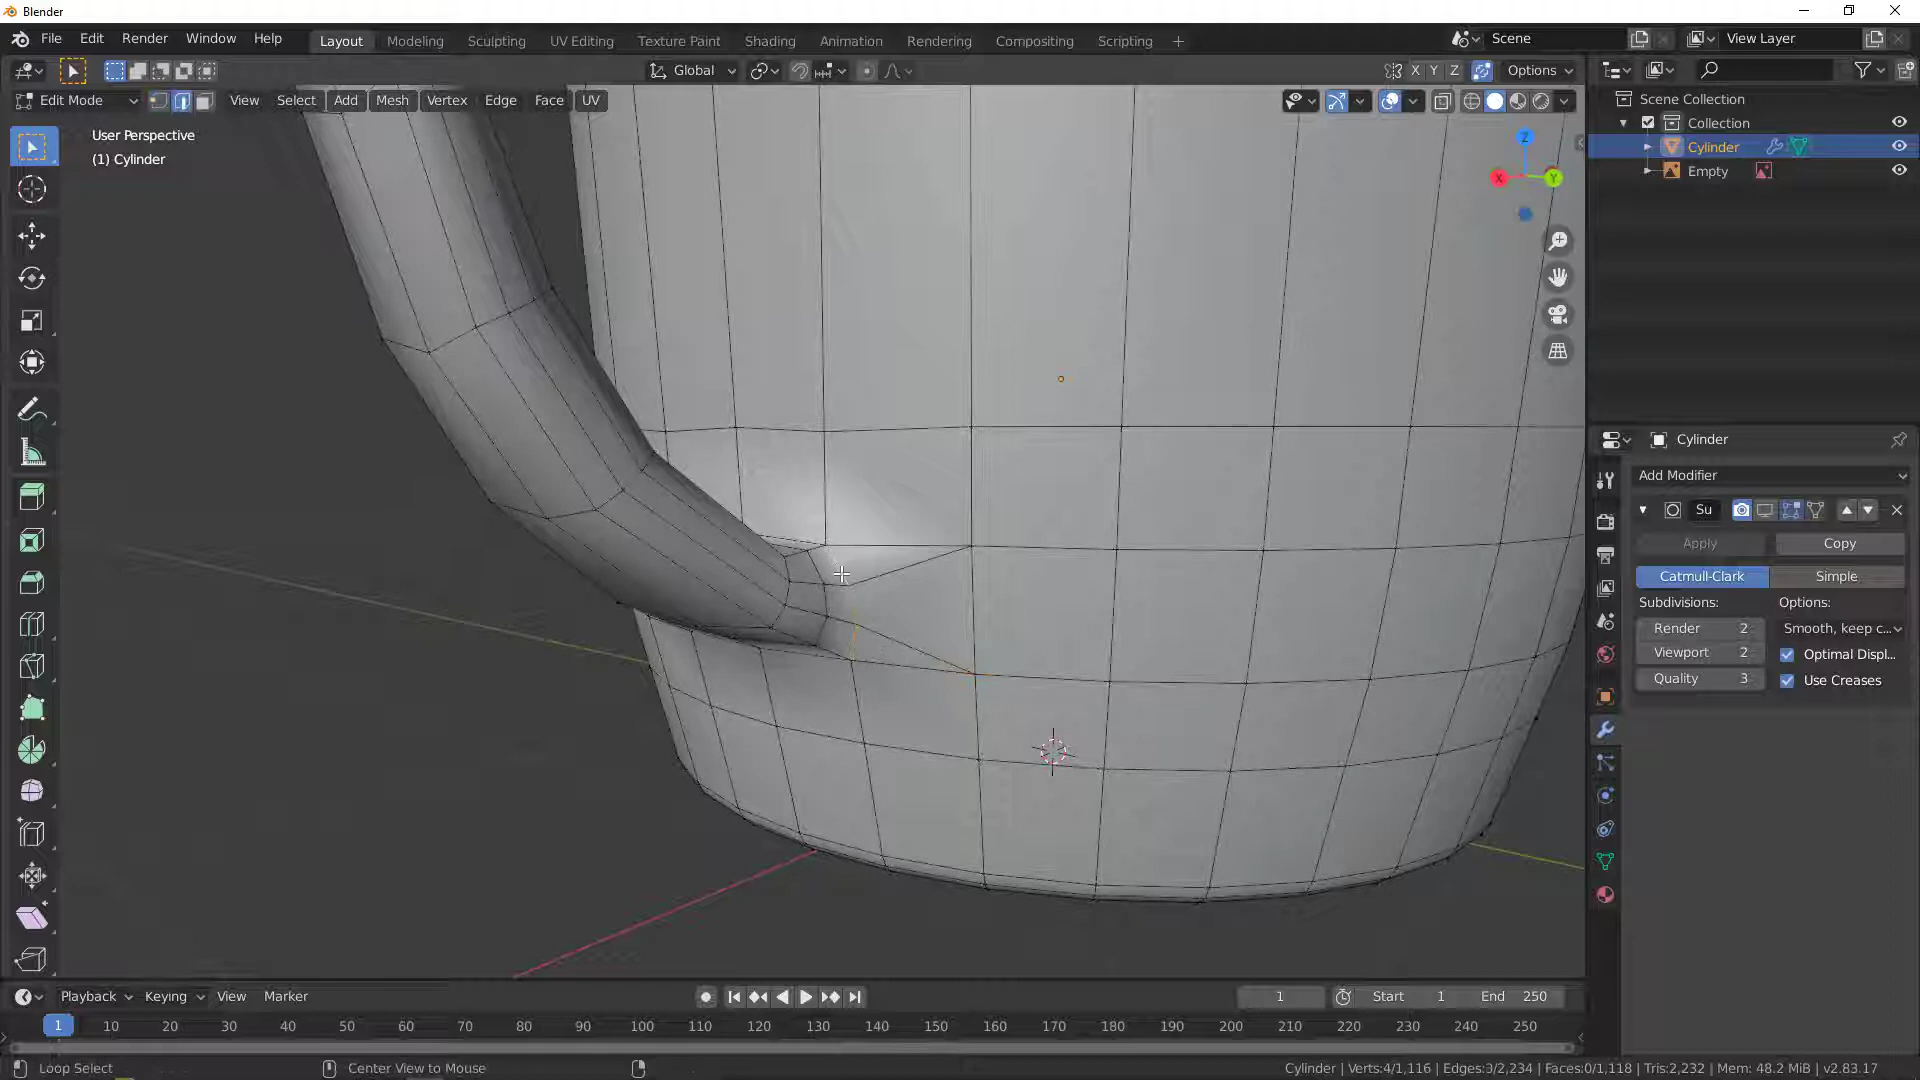 Blender
File Edit Render Window Help Layout Modeling Sculpting UV Editing Texture Paint Shading Animation Rendering Compositing Scripting + Scene View Layer
Global X Y Z Options
Edit Mode View Select Add Mesh Vertex Edge Face UV
User Perspective
(1) Cylinder
Z
X Y
Scene Collection
Collection
Cylinder
Empty
Cylinder
Add Modifier
Su
Apply Copy
Catmull-Clark Simple
Subdivisions: Options:
Render 2 Smooth, keep c...
Viewport 2 Optimal Displ...
Quality 3 Use Creases
Playback Keying View Marker 1 Start 1 End 250
1 10 20 30 40 50 60 70 80 90 100 110 120 130 140 150 160 170 180 190 200 210 220 230 240 250
Loop Select Center View to Mouse Cylinder | Verts:4/1,116 | Edges:3/2,234 | Faces:0/1,118 | Tris:2,232 | Mem: 48.2 MiB | v2.83.17